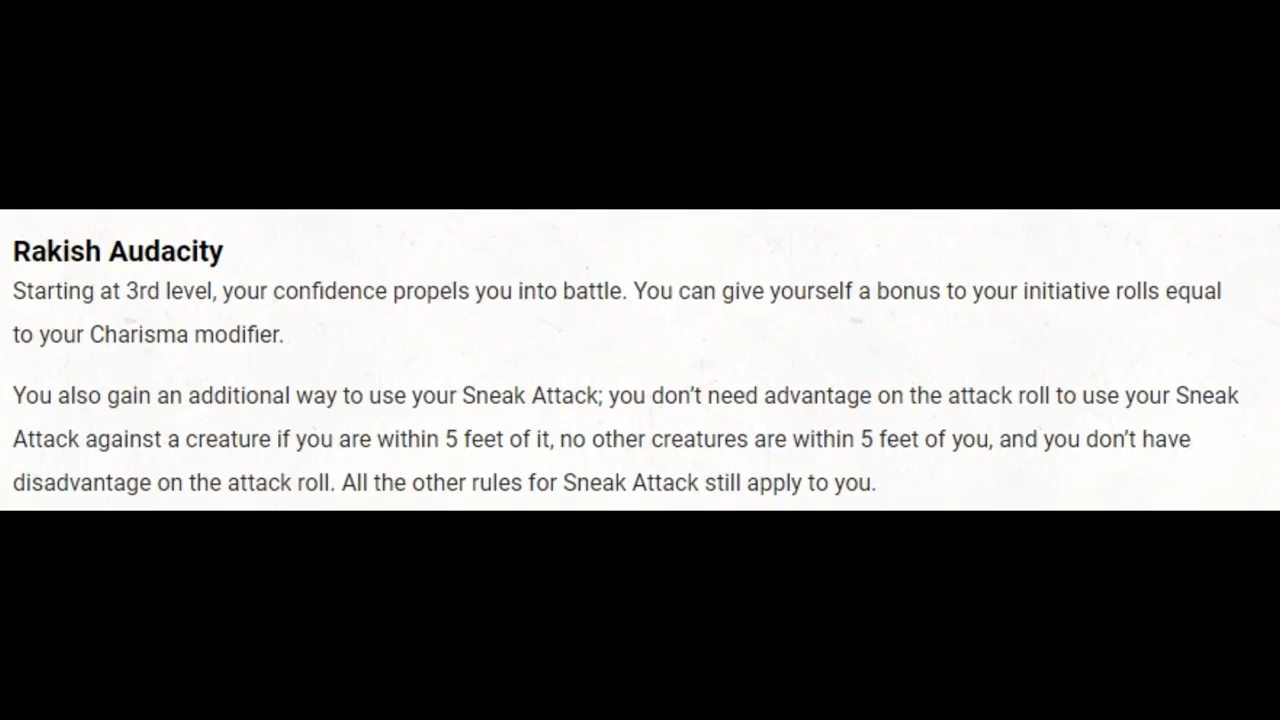 Rakish Audacity
Starting at 3rd level, your confidence propels you into battle. You can give yourself a bonus to your initiative rolls equal
to your Charisma modifier.
You also gain an additional way to use your Sneak Attack; you don’t need advantage on the attack roll to use your Sneak
Attack against a creature if you are within 5 feet of it, no other creatures are within 5 feet of you, and you don’t have
disadvantage on the attack roll. All the other rules for Sneak Attack still apply to you.